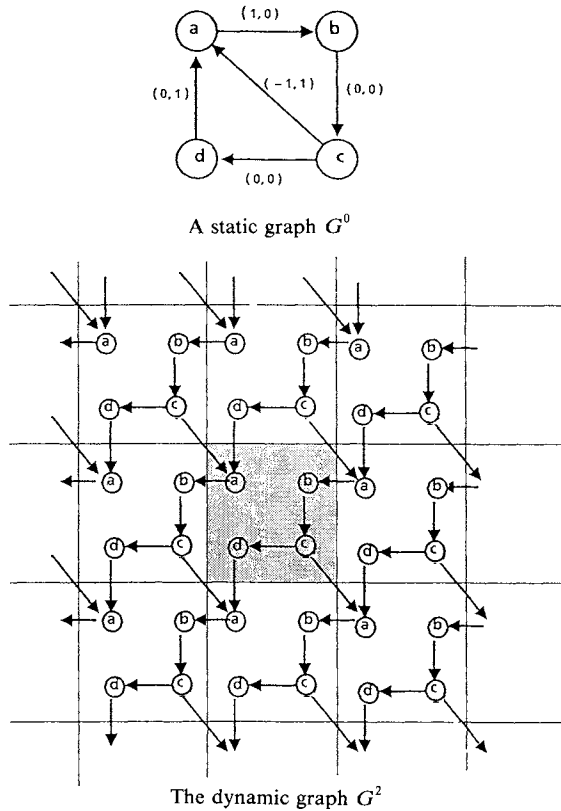 (1,0)
a b
(0,1) (-1,1) (0,0)
d c
(0,0)
A static graph G⁰
a b a b a b
d c d c d c
a b a b a b
d c d c d c
a b a b a b
d c d c d c
The dynamic graph G²